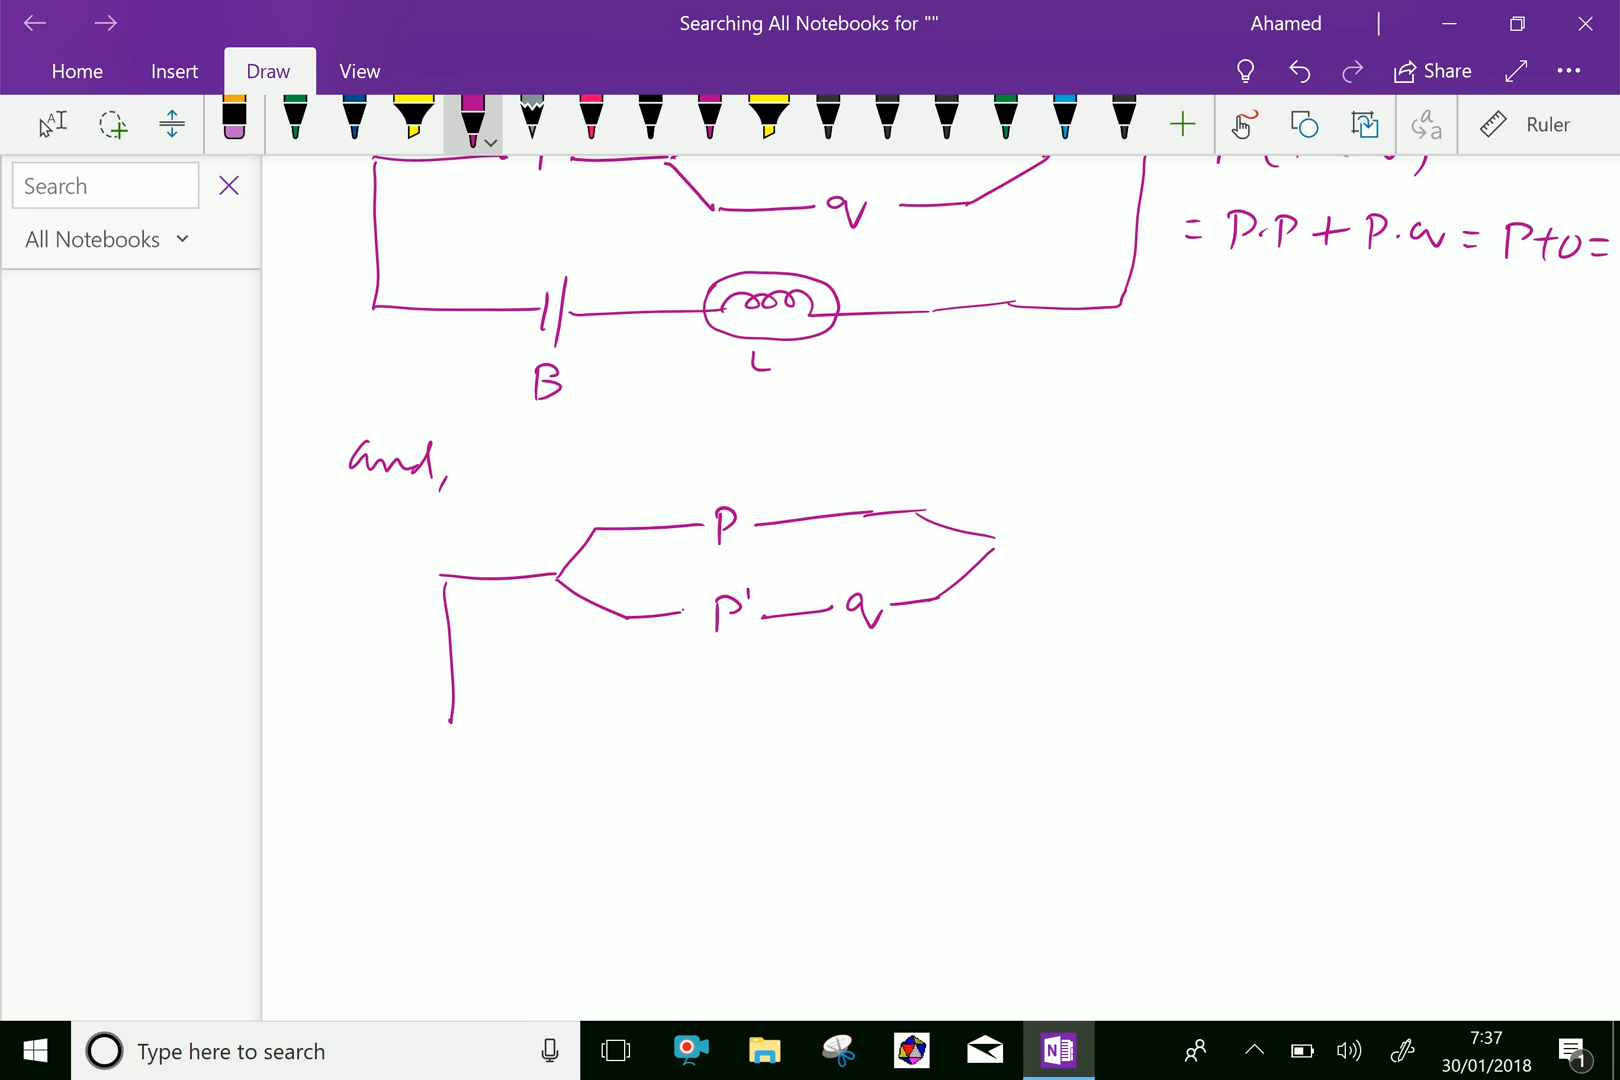 Searching All Notebooks for ""
Ahamed
Home Insert Draw View
Share
Ruler
Search
All Notebooks
q
= P.P + P.q = P+0 =
L
B
and,
P
P' q
Type here to search
7:37
30/01/2018
1